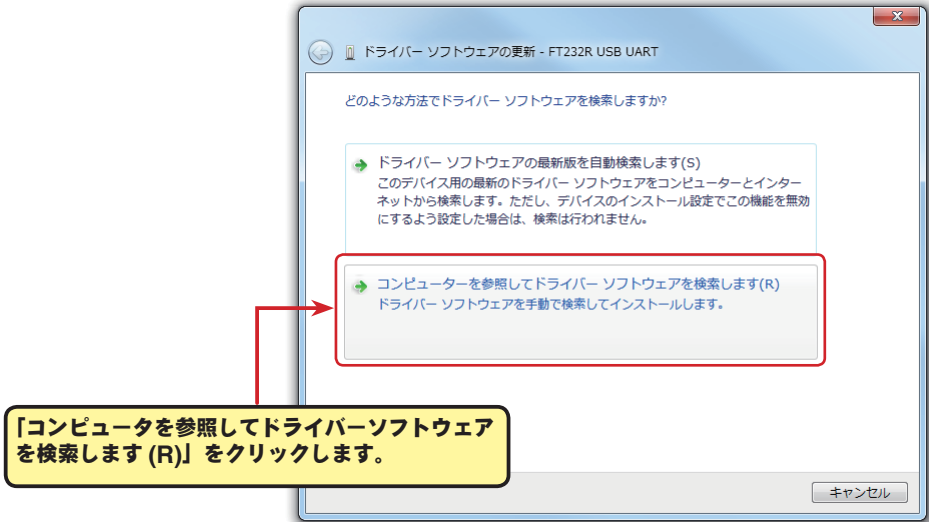 ドライバー ソフトウェアの更新 - FT232R USB UART
どのような方法でドライバー ソフトウェアを検索しますか?
ドライバー ソフトウェアの最新版を自動検索します(S)
このデバイス用の最新のドライバー ソフトウェアをコンピューターとインター
ネットから検索します。ただし、デバイスのインストール設定でこの機能を無効
にするよう設定した場合は、検索は行われません。
コンピューターを参照してドライバー ソフトウェアを検索します(R)
ドライバー ソフトウェアを手動で検索してインストールします。
「コンピュータを参照してドライバーソフトウェア
を検索します (R)」をクリックします。
キャンセル